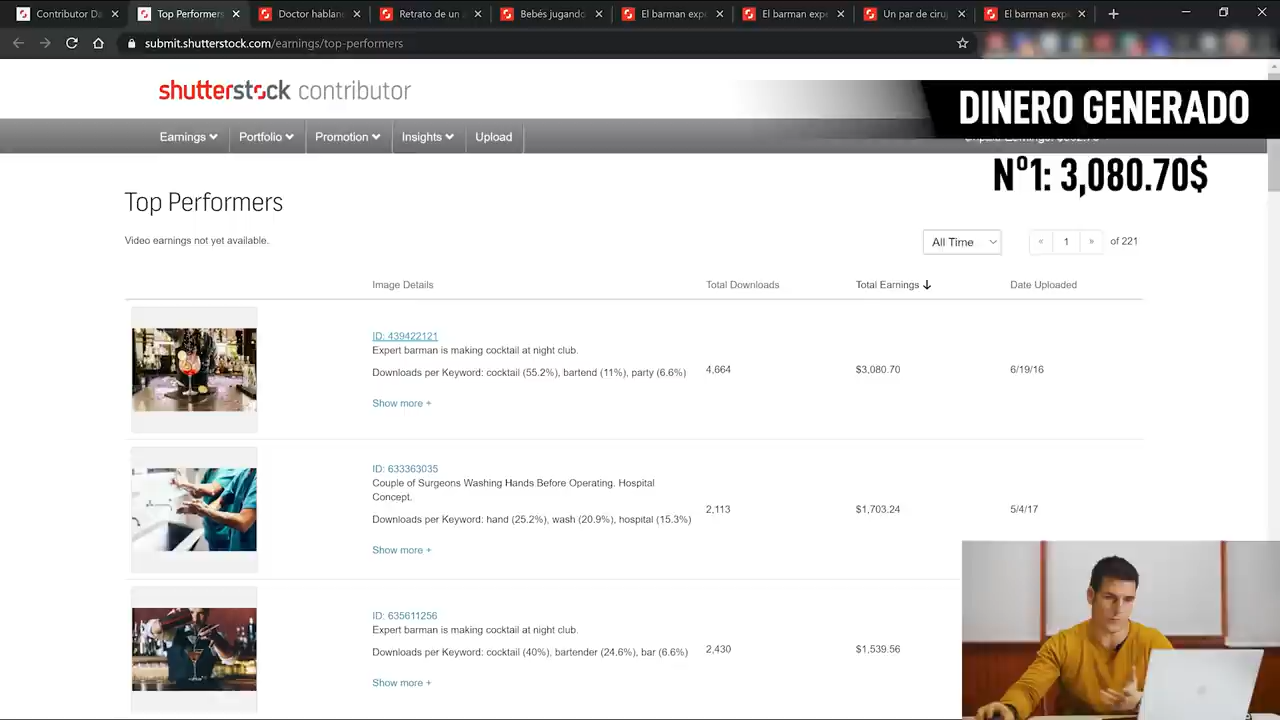 Contributor Da
Top Performers
Doctor hablanc
Retrato de un a
Bebés jugando
El barman expe
El barman expe
Un par de ciruj
El barman expe
submit.shutterstock.com/earnings/top-performers
shutterstock contributor
DINERO GENERADO
Earnings
Portfolio
Promotion
Insights
Upload
Nº1: 3,080.70$
Top Performers
Video earnings not yet available.
All Time
« 1 » of 221
Image Details
Total Downloads
Total Earnings
Date Uploaded
ID: 439422121
Expert barman is making cocktail at night club.
Downloads per Keyword: cocktail (55.2%), bartend (11%), party (6.6%)
4,664
$3,080.70
6/19/16
Show more +
ID: 633363035
Couple of Surgeons Washing Hands Before Operating. Hospital
Concept.
Downloads per Keyword: hand (25.2%), wash (20.9%), hospital (15.3%)
2,113
$1,703.24
5/4/17
Show more +
ID: 635611256
Expert barman is making cocktail at night club.
Downloads per Keyword: cocktail (40%), bartender (24.6%), bar (6.6%)
2,430
$1,539.56
Show more +